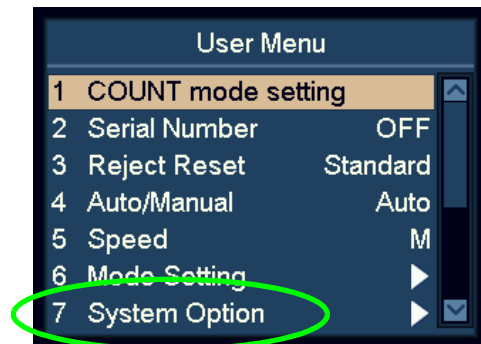 User Menu
1 COUNT mode setting
2 Serial Number OFF
3 Reject Reset Standard
4 Auto/Manual Auto
5 Speed M
6 Mode Setting
7 System Option